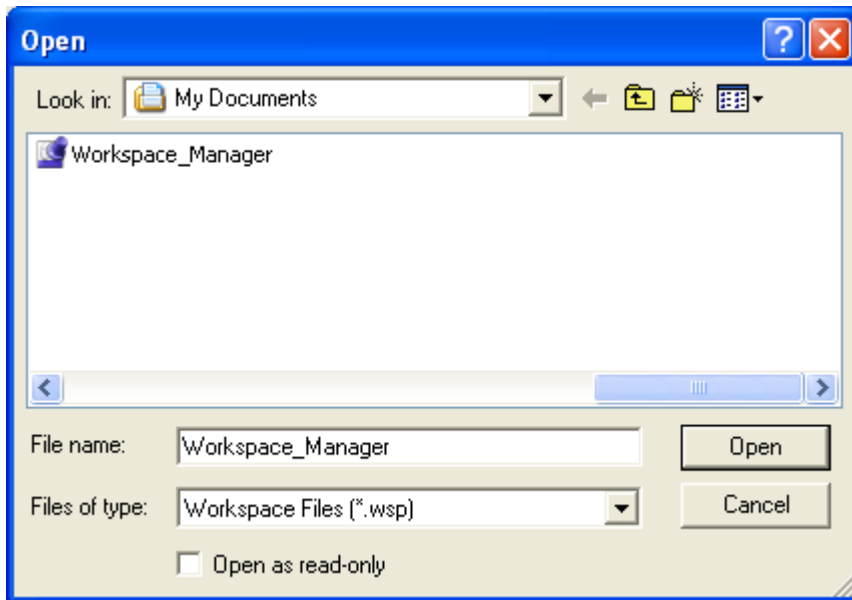 Open
Look in: My Documents
Workspace_Manager
File name: Workspace_Manager Open
Files of type: Workspace Files (*.wsp) Cancel
Open as read-only